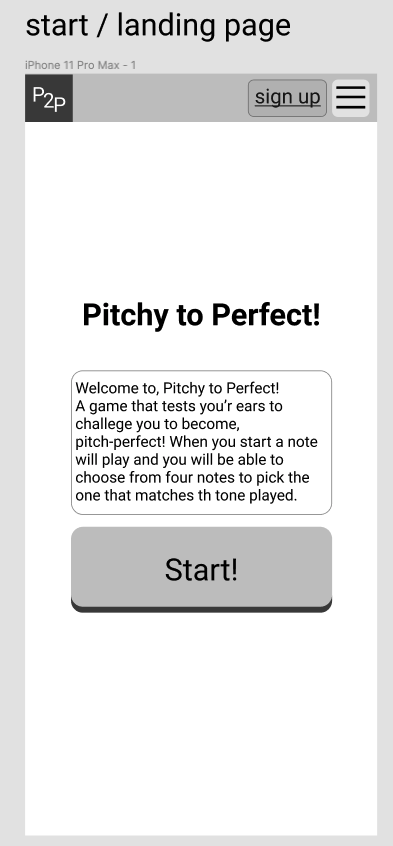 start / landing page
iPhone 11 Pro Max - 1
P2P
sign up
Pitchy to Perfect!
Welcome to, Pitchy to Perfect!
A game that tests you’r ears to
challege you to become,
pitch-perfect! When you start a note
will play and you will be able to
choose from four notes to pick the
one that matches th tone played.
Start!